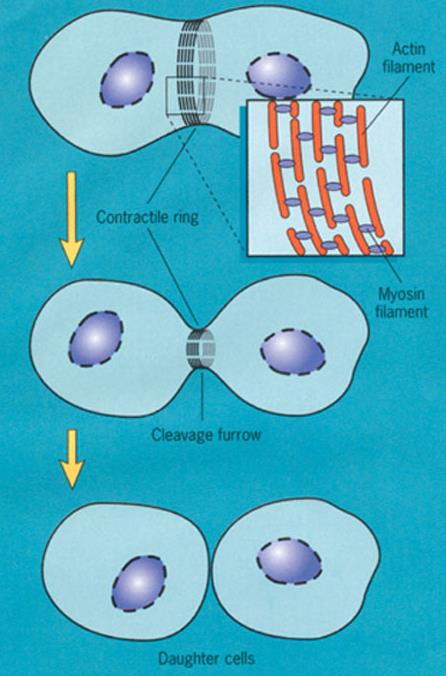 Actin
filament
Contractile ring
Myosin
filament
Cleavage furrow
Daughter cells